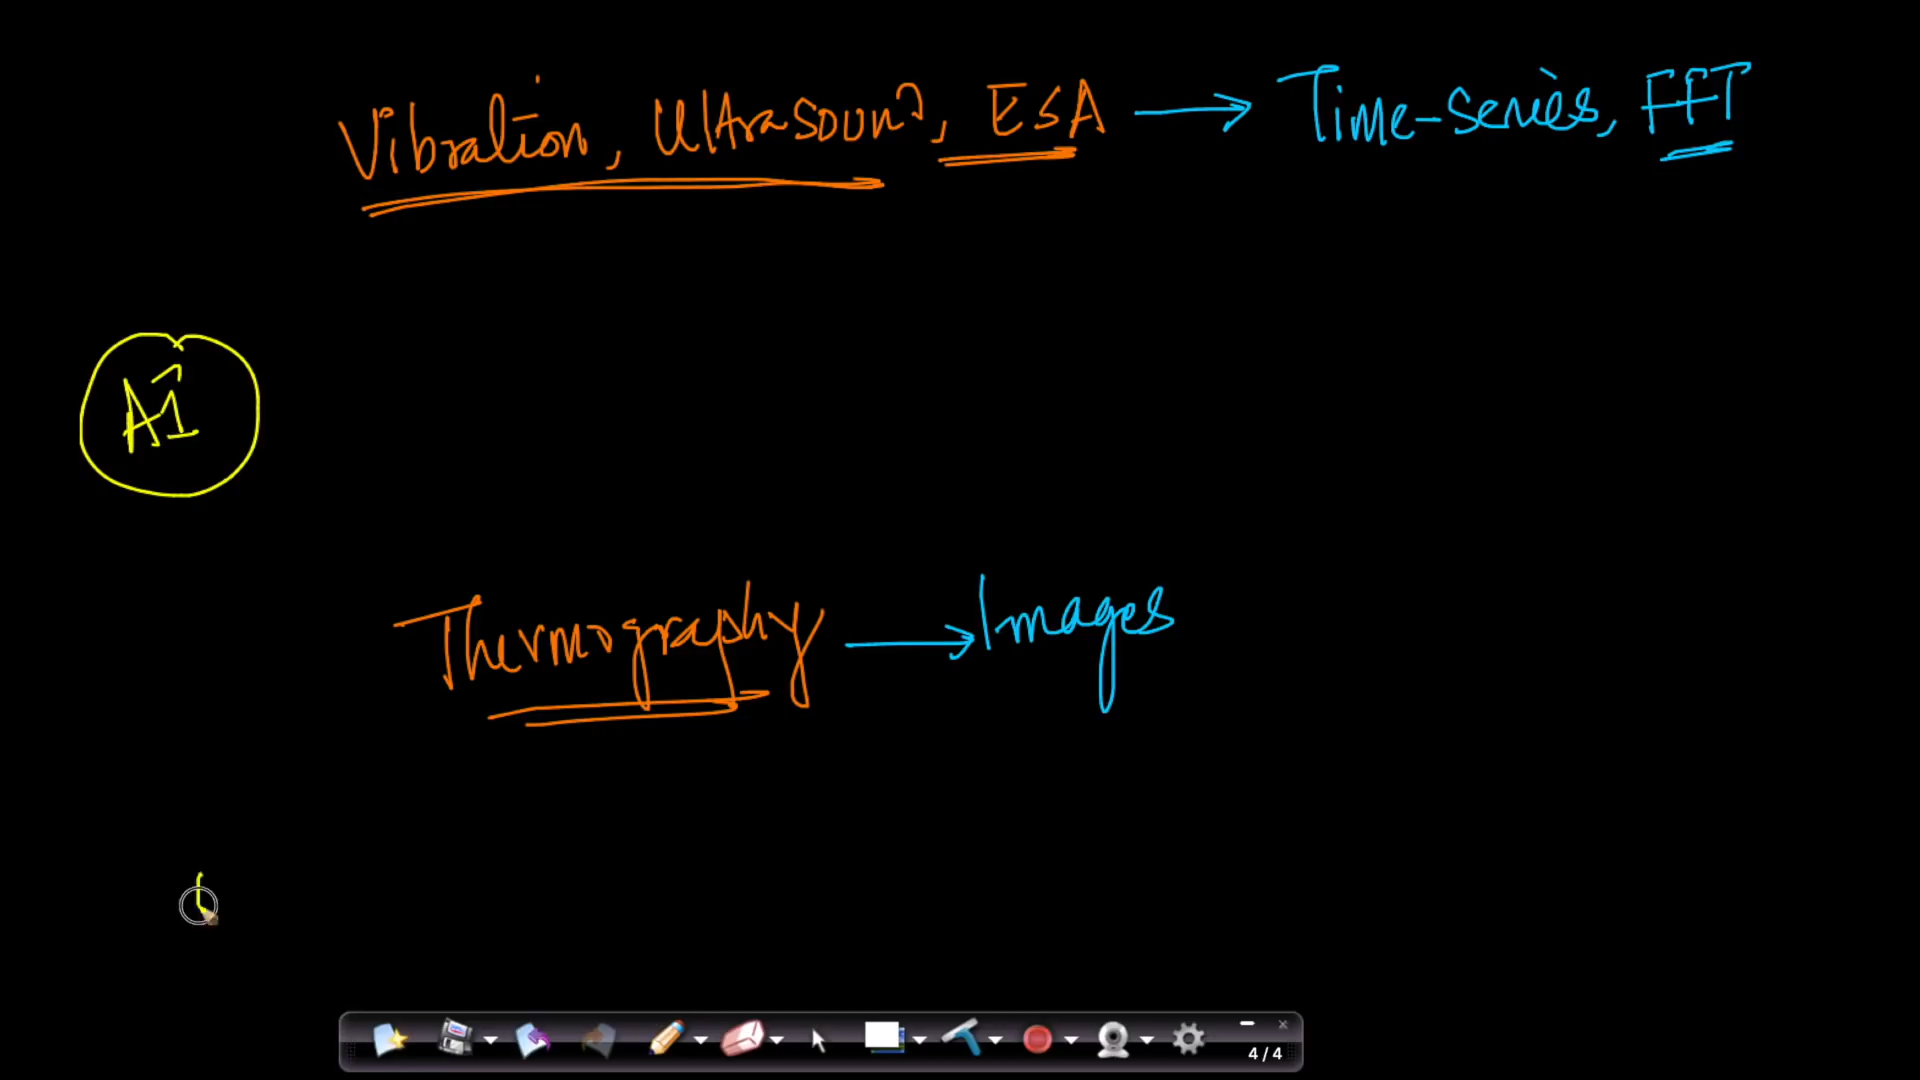 Vibration, Ultrasound, ESA → Time-series, FFT
AI
Thermography → Images
4 / 4